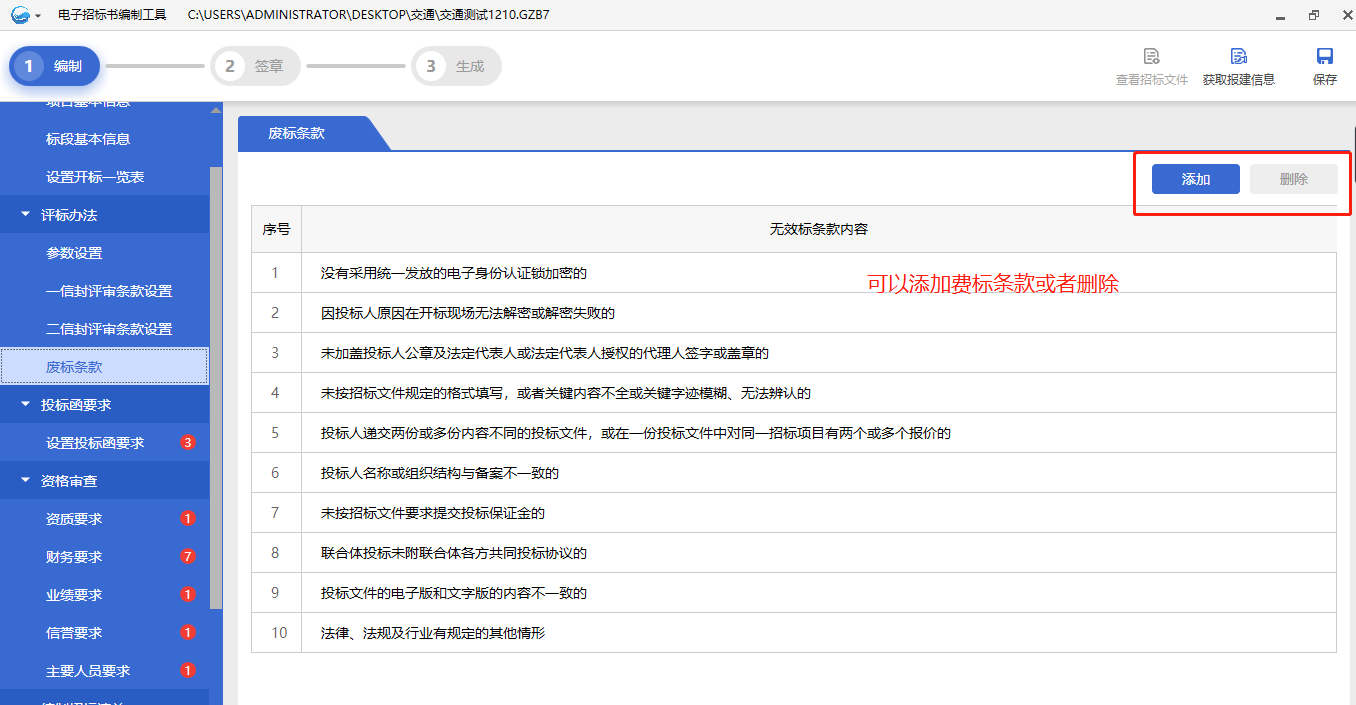 电子招标书编制工具 C:\USERS\ADMINISTRATOR\DESKTOP\交通\交通测试1210.GZB7
1 编制
2 签章
3 生成
查看招标文件
获取报建信息
保存
项目基本信息
标段基本信息
设置开标一览表
评标办法
参数设置
一信封评审条款设置
二信封评审条款设置
废标条款
投标函要求
设置投标函要求 3
资格审查
资质要求 1
财务要求 7
业绩要求 1
信誉要求 1
主要人员要求 1
废标条款
添加 删除
序号 无效标条款内容
1 没有采用统一发放的电子身份认证锁加密的
可以添加费标条款或者删除
2 因投标人原因在开标现场无法解密或解密失败的
3 未加盖投标人公章及法定代表人或法定代表人授权的代理人签字或盖章的
4 未按招标文件规定的格式填写，或者关键内容不全或关键字迹模糊、无法辨认的
5 投标人递交两份或多份内容不同的投标文件，或在一份投标文件中对同一招标项目有两个或多个报价的
6 投标人名称或组织结构与备案不一致的
7 未按招标文件要求提交投标保证金的
8 联合体投标未附联合体各方共同投标协议的
9 投标文件的电子版和文字版的内容不一致的
10 法律、法规及行业有规定的其他情形